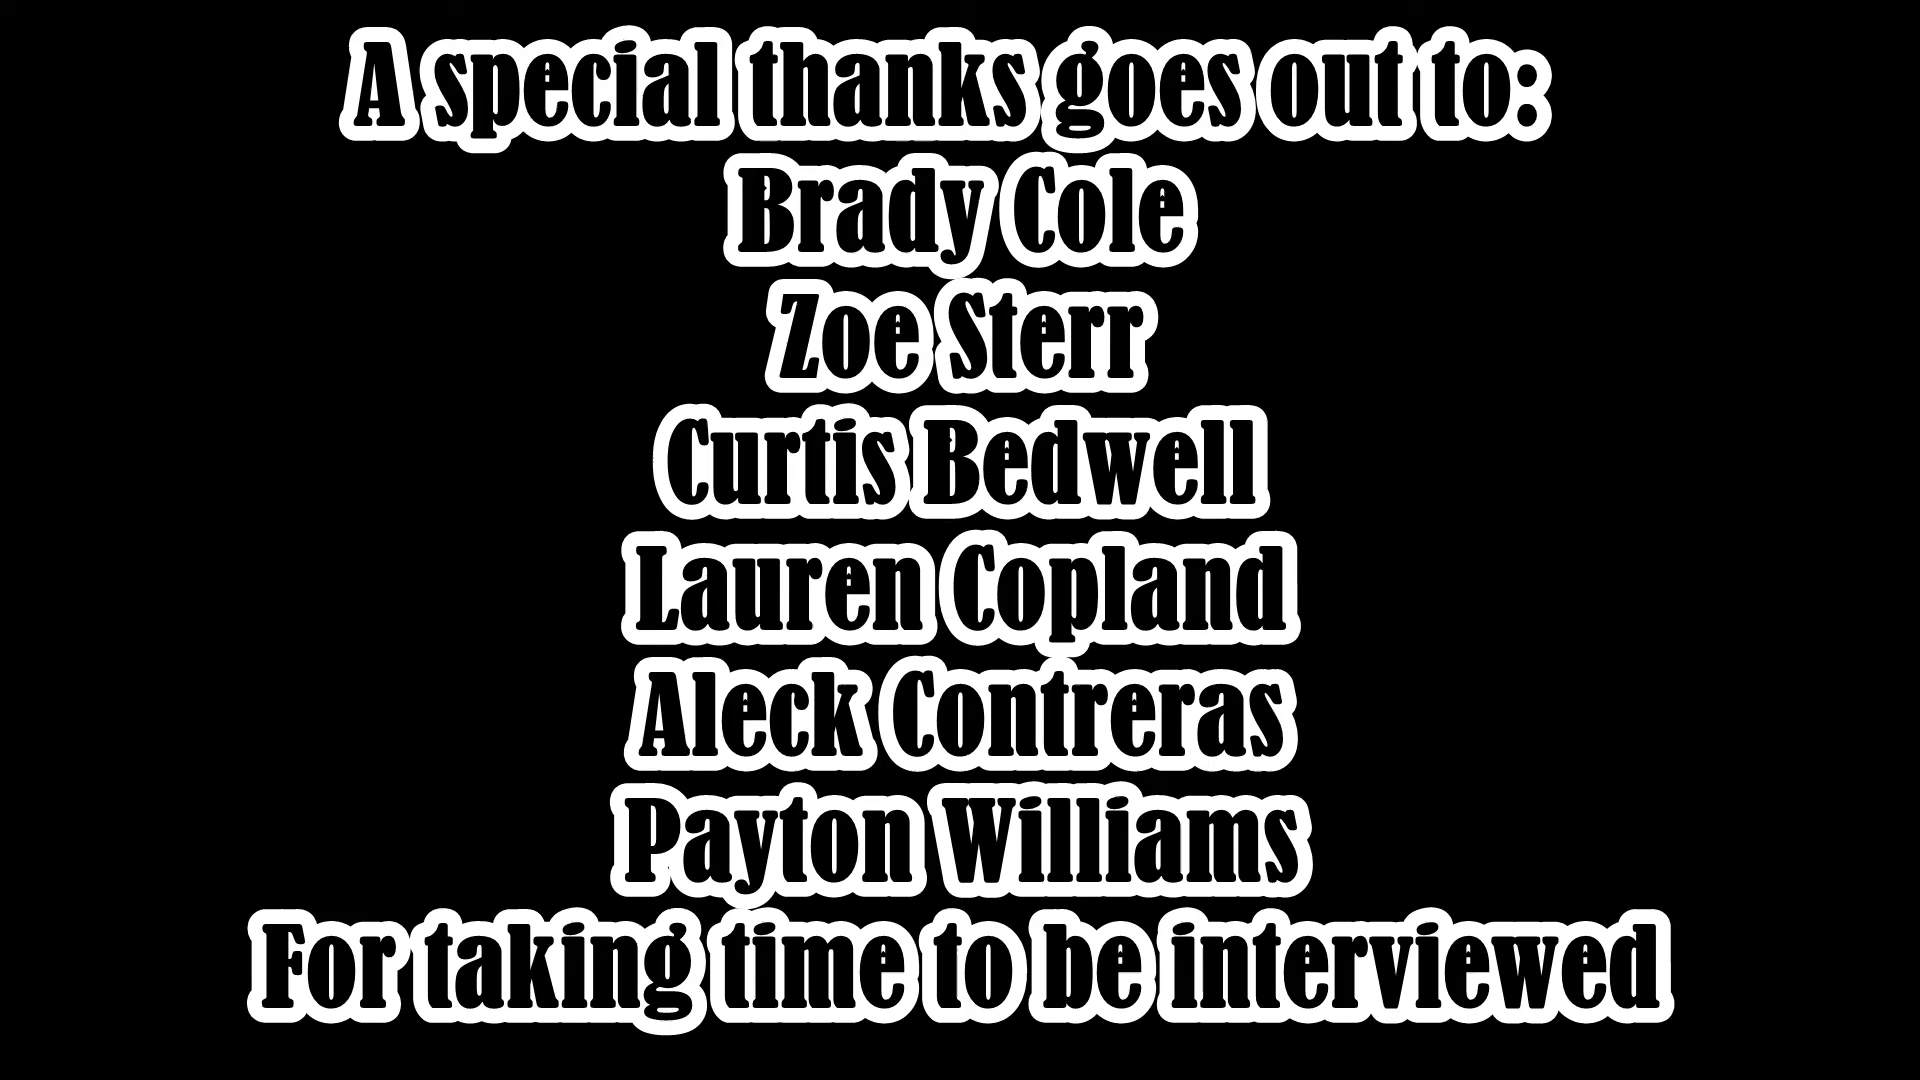 A special thanks goes out to:
Brady Cole
Zoe Sterr
Curtis Bedwell
Lauren Copland
Aleck Contreras
Payton Williams
For taking time to be interviewed